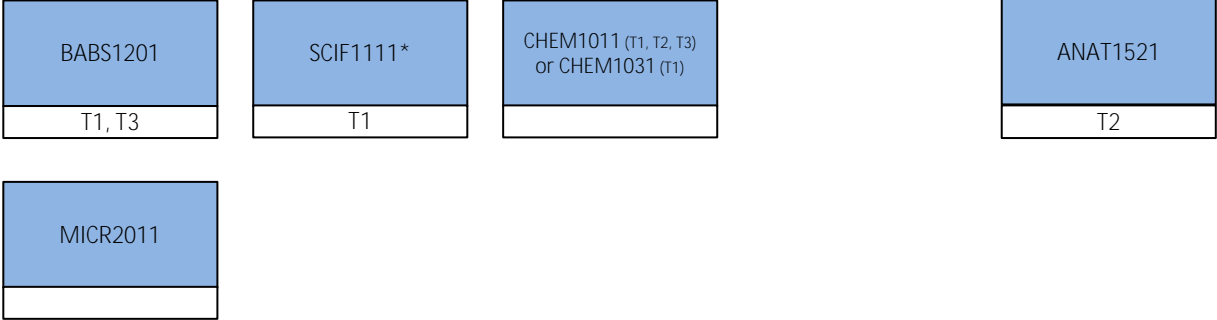 BABS1201
T1, T3
SCIF1111*
T1
CHEM1011 (T1, T2, T3)
or CHEM1031 (T1)
ANAT1521
T2
MICR2011